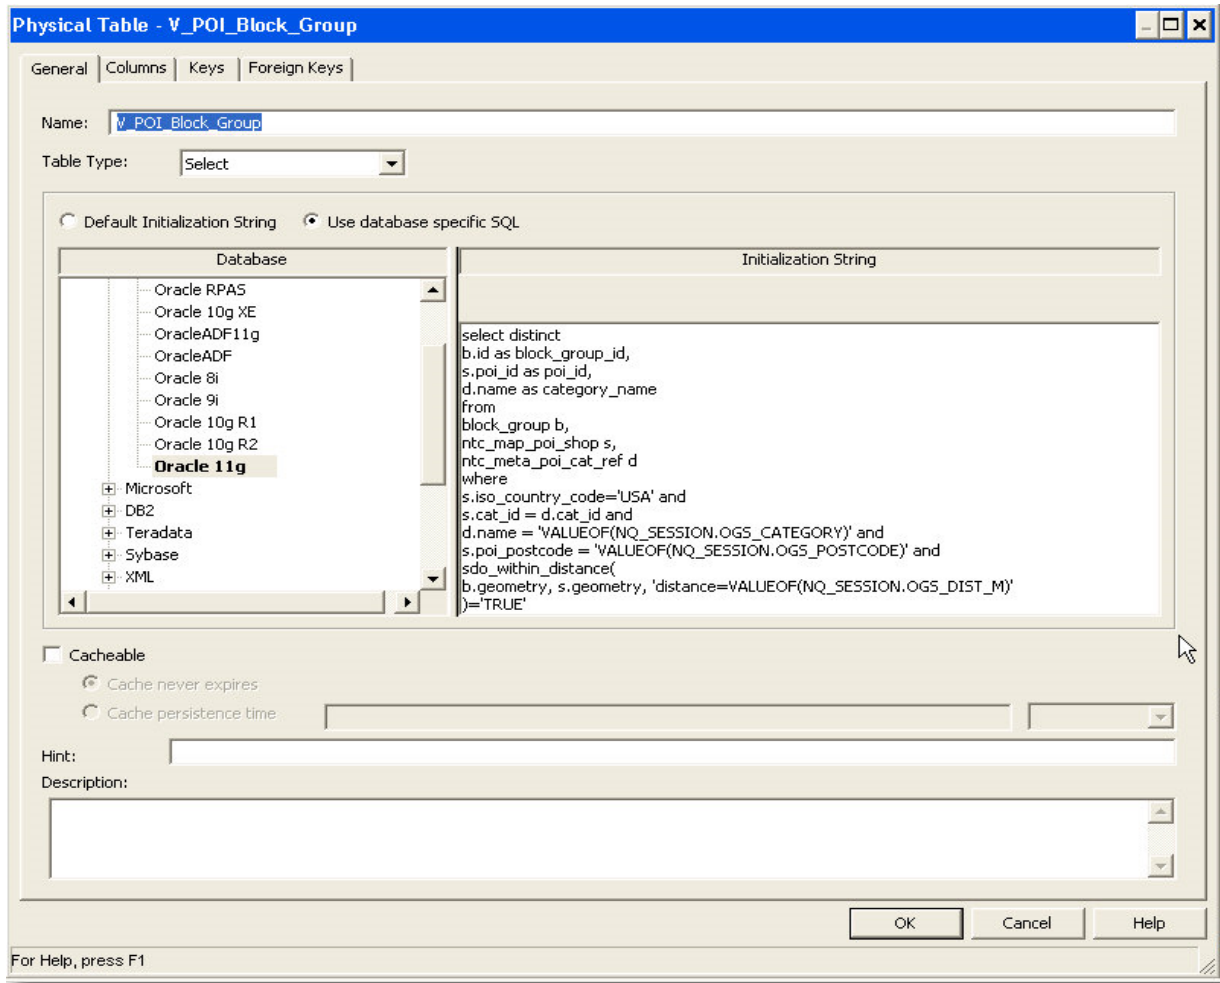 Physical Table - V_POI_Block_Group
General Columns Keys Foreign Keys
Name: V_POI_Block_Group
Table Type: Select
Default Initialization String Use database specific SQL
Database
Oracle RPAS
Oracle 10g XE
OracleADF11g
OracleADF
Oracle 8i
Oracle 9i
Oracle 10g R1
Oracle 10g R2
Oracle 11g
Microsoft
DB2
Teradata
Sybase
XML
Initialization String
select distinct
b.id as block_group_id,
s.poi_id as poi_id,
d.name as category_name
from
block_group b,
ntc_map_poi_shop s,
ntc_meta_poi_cat_ref d
where
s.iso_country_code='USA' and
s.cat_id = d.cat_id and
d.name = 'VALUEOF(NQ_SESSION.OGS_CATEGORY)' and
s.poi_postcode = 'VALUEOF(NQ_SESSION.OGS_POSTCODE)' and
sdo_within_distance(
b.geometry, s.geometry, 'distance=VALUEOF(NQ_SESSION.OGS_DIST_M)'
)='TRUE'
Cacheable
Cache never expires
Cache persistence time
Hint:
Description:
OK Cancel Help
For Help, press F1